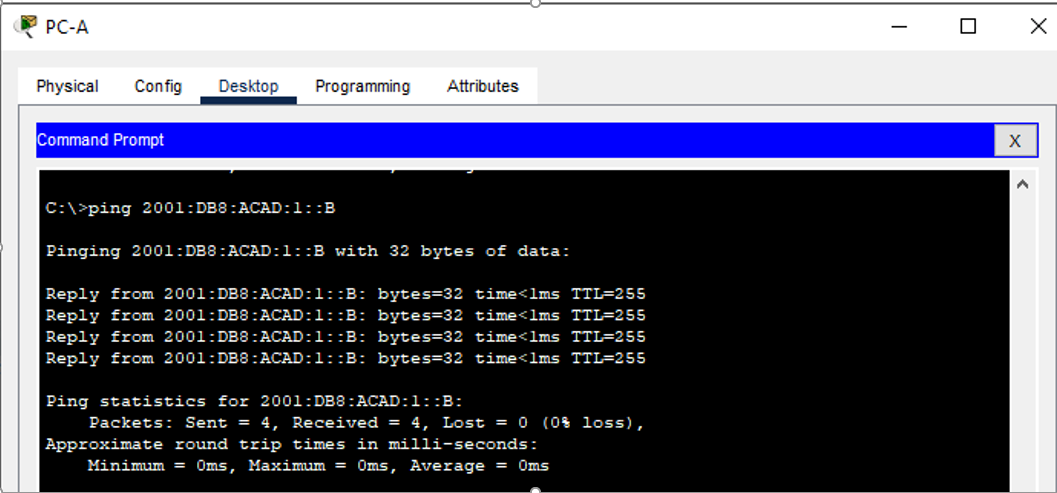 PC-A
Physical Config Desktop Programming Attributes
Command Prompt X
C:\>ping 2001:DB8:ACAD:1::B
Pinging 2001:DB8:ACAD:1::B with 32 bytes of data:
Reply from 2001:DB8:ACAD:1::B: bytes=32 time<1ms TTL=255
Reply from 2001:DB8:ACAD:1::B: bytes=32 time<1ms TTL=255
Reply from 2001:DB8:ACAD:1::B: bytes=32 time<1ms TTL=255
Reply from 2001:DB8:ACAD:1::B: bytes=32 time<1ms TTL=255
Ping statistics for 2001:DB8:ACAD:1::B:
    Packets: Sent = 4, Received = 4, Lost = 0 (0% loss),
Approximate round trip times in milli-seconds:
    Minimum = 0ms, Maximum = 0ms, Average = 0ms